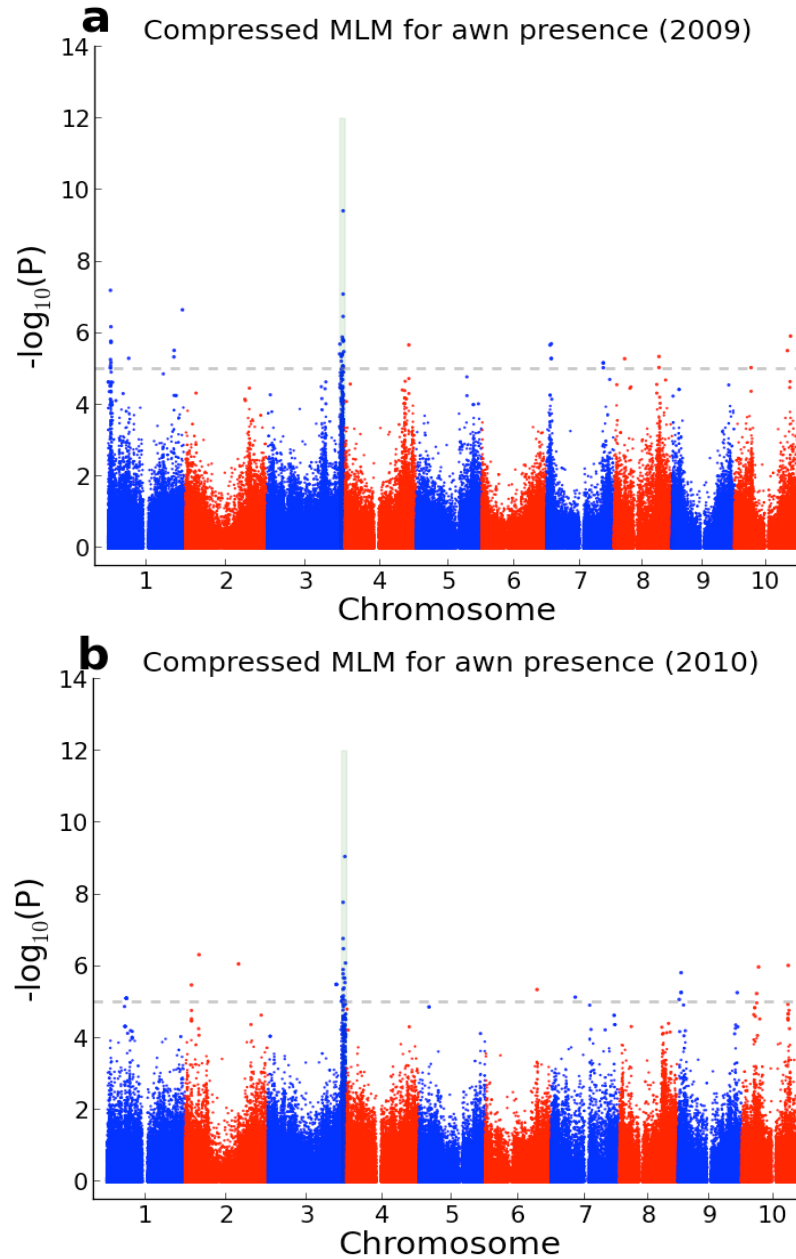 a
Compressed MLM for awn presence (2009)
14
12
10
8
6
4
2
0
-log₁₀(P)
1 2 3 4 5 6 7 8 9 10
Chromosome
b
Compressed MLM for awn presence (2010)
14
12
10
8
6
4
2
0
-log₁₀(P)
1 2 3 4 5 6 7 8 9 10
Chromosome